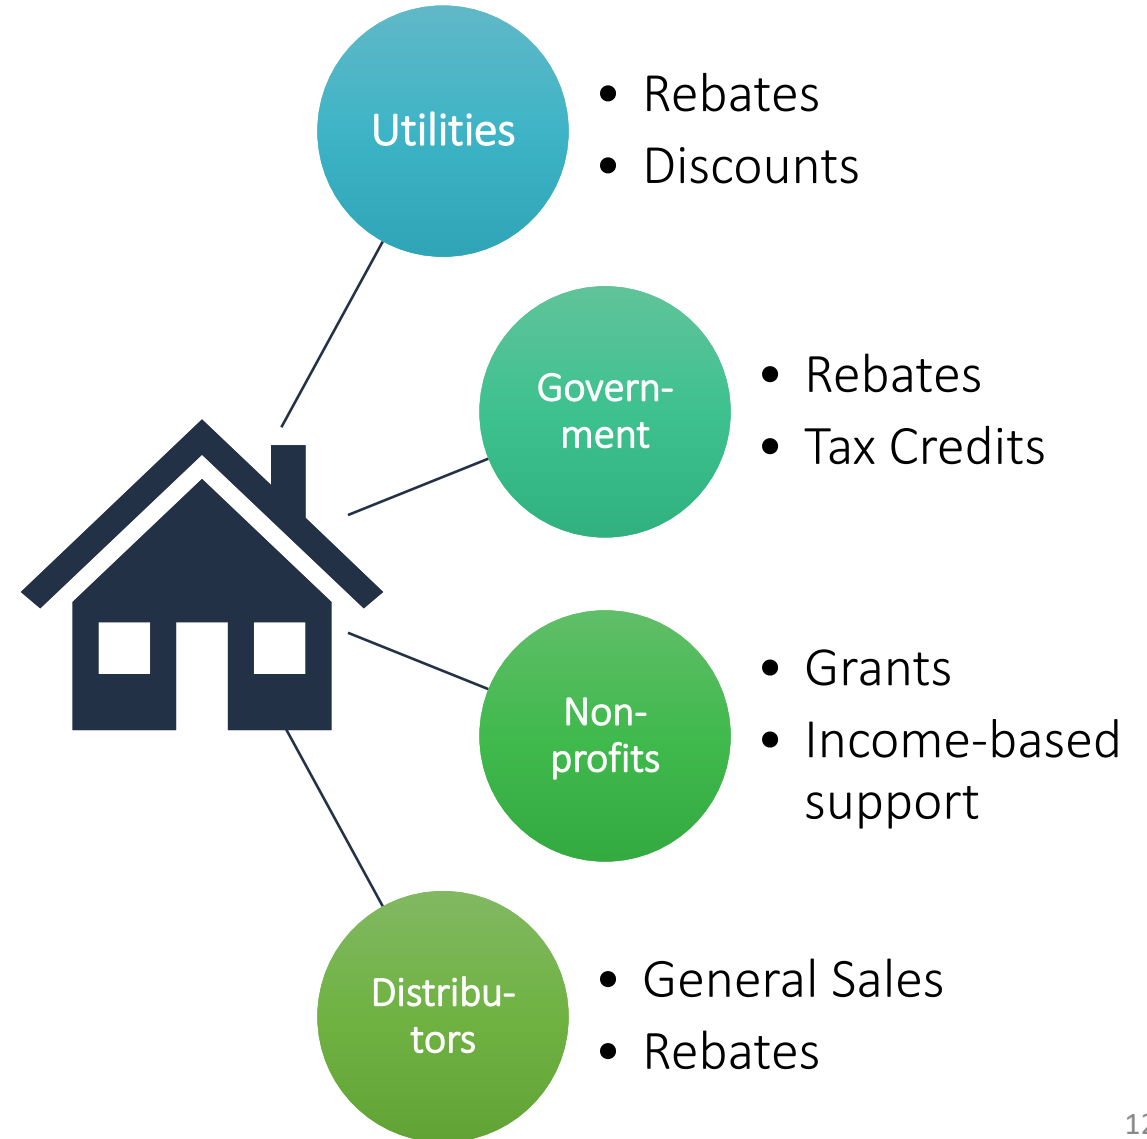 Utilities
• Rebates
• Discounts
Govern-
ment
• Rebates
• Tax Credits
Non-
profits
• Grants
• Income-based
support
Distribu-
tors
• General Sales
• Rebates
12